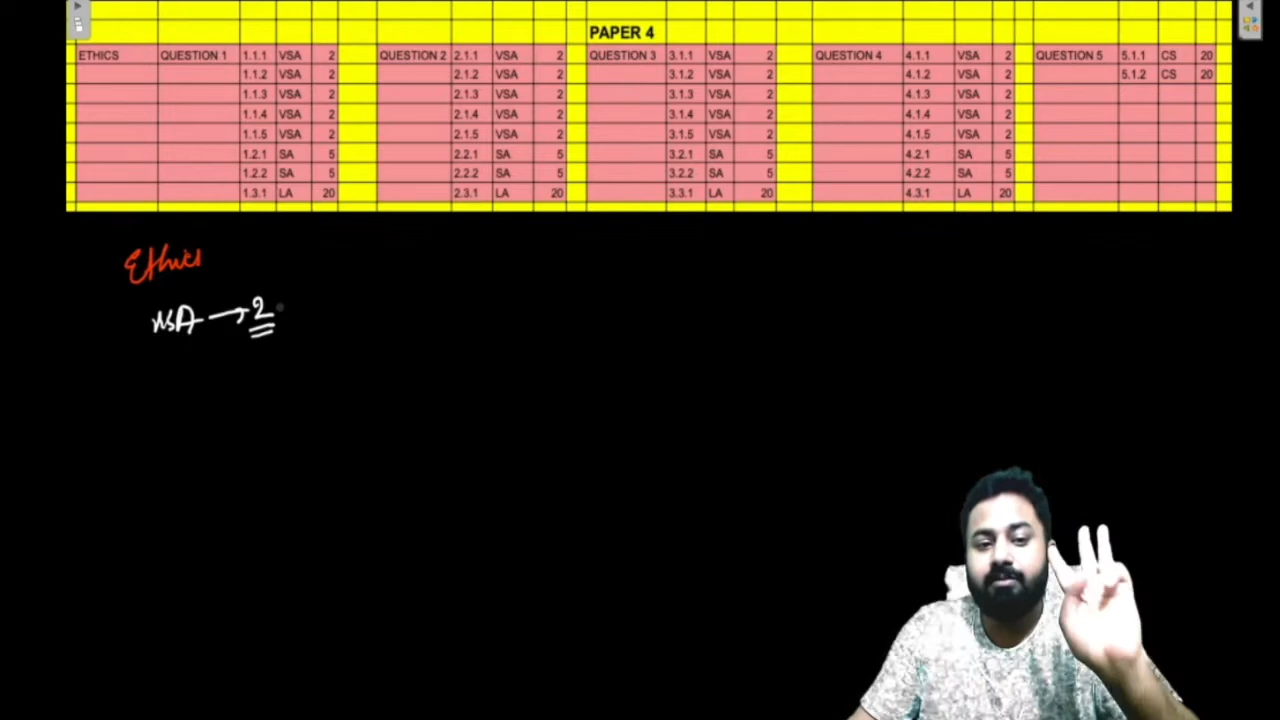 PAPER 4
ETHICS QUESTION 1 1.1.1 VSA 2 QUESTION 2 2.1.1 VSA 2 QUESTION 3 3.1.1 VSA 2 QUESTION 4 4.1.1 VSA 2 QUESTION 5 5.1.1 CS 20
1.1.2 VSA 2 2.1.2 VSA 2 3.1.2 VSA 2 4.1.2 VSA 2 5.1.2 CS 20
1.1.3 VSA 2 2.1.3 VSA 2 3.1.3 VSA 2 4.1.3 VSA 2
1.1.4 VSA 2 2.1.4 VSA 2 3.1.4 VSA 2 4.1.4 VSA 2
1.1.5 VSA 2 2.1.5 VSA 2 3.1.5 VSA 2 4.1.5 VSA 2
1.2.1 SA 5 2.2.1 SA 5 3.2.1 SA 5 4.2.1 SA 5
1.2.2 SA 5 2.2.2 SA 5 3.2.2 SA 5 4.2.2 SA 5
1.3.1 LA 20 2.3.1 LA 20 3.3.1 LA 20 4.3.1 LA 20
Ethics
VSA → 2